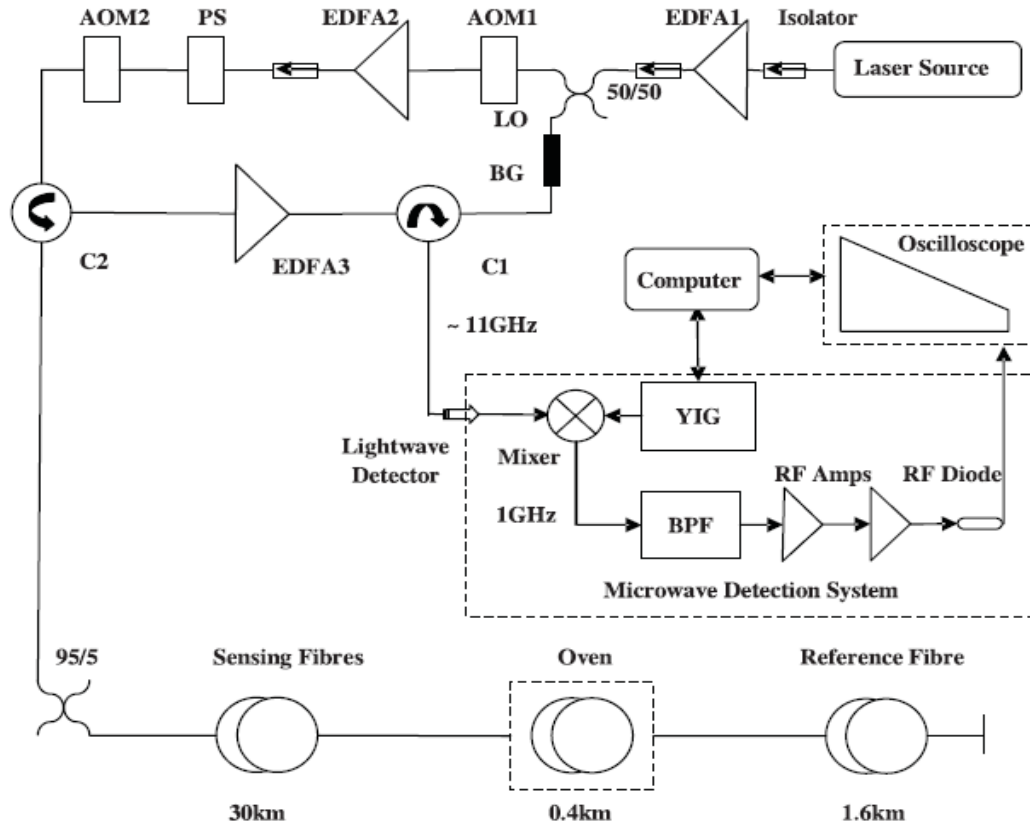 AOM2
PS
EDFA2
AOM1
EDFA1
Isolator
Laser Source
50/50
LO
BG
C2
EDFA3
C1
~ 11GHz
Computer
Oscilloscope
Lightwave
Detector
Mixer
YIG
1GHz
BPF
RF Amps
RF Diode
Microwave Detection System
95/5
Sensing Fibres
Oven
Reference Fibre
30km
0.4km
1.6km